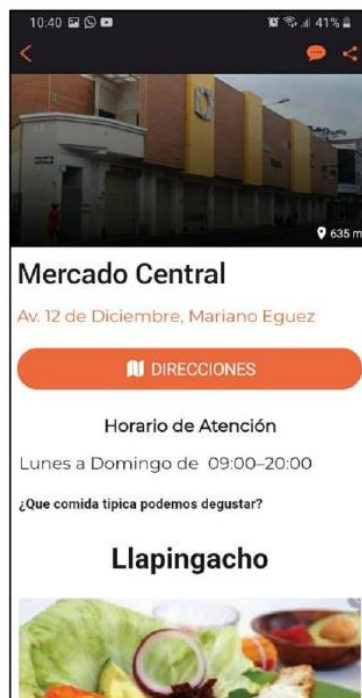 10:40
41%
635 m
Mercado Central
Av. 12 de Diciembre, Mariano Eguez
DIRECCIONES
Horario de Atención
Lunes a Domingo de 09:00–20:00
¿Que comida tipica podemos degustar?
Llapingacho